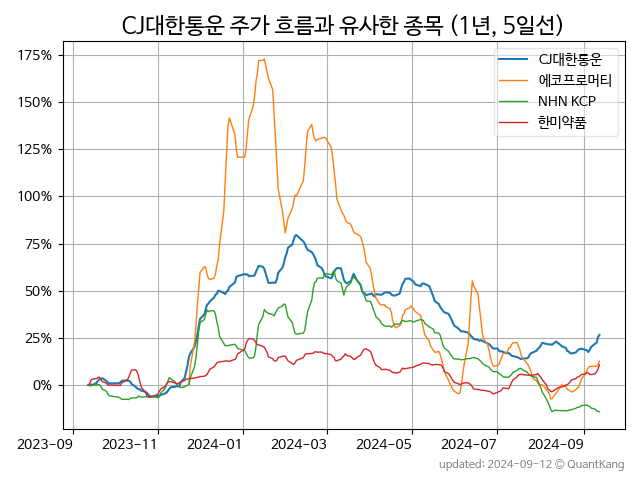 CJ대한통운 주가 흐름과 유사한 종목 (1년, 5일선)
175%
150%
125%
100%
75%
50%
25%
0%
CJ대한통운
에코프로머티
NHN KCP
한미약품
2023-09
2023-11
2024-01
2024-03
2024-05
2024-07
2024-09
updated: 2024-09-12 © QuantKang